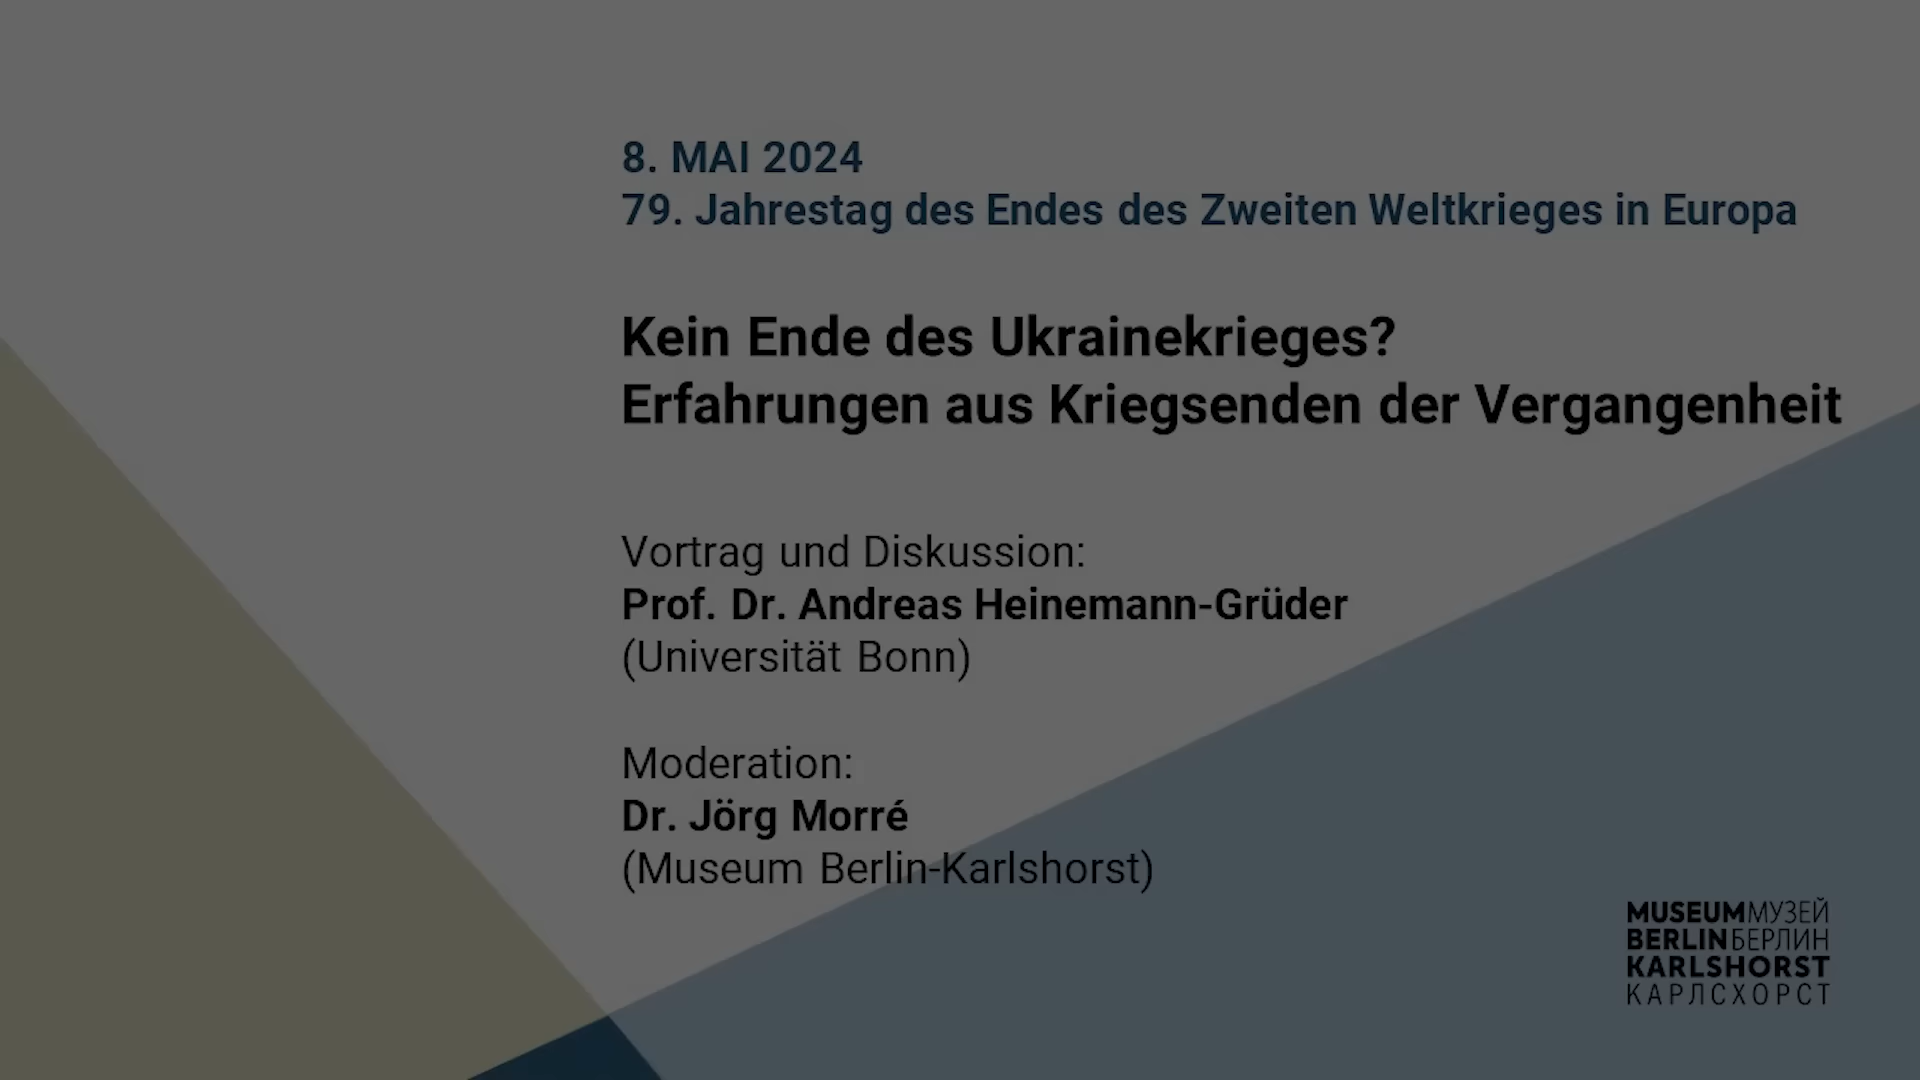 8. MAI 2024
79. Jahrestag des Endes des Zweiten Weltkrieges in Europa
Kein Ende des Ukrainekrieges?
Erfahrungen aus Kriegsenden der Vergangenheit
Vortrag und Diskussion:
Prof. Dr. Andreas Heinemann-Grüder
(Universität Bonn)
Moderation:
Dr. Jörg Morré
(Museum Berlin-Karlshorst)
MUSEUMМУЗЕЙ
BERLINБЕРЛИН
KARLSHORST
КАРЛСХОРСТ